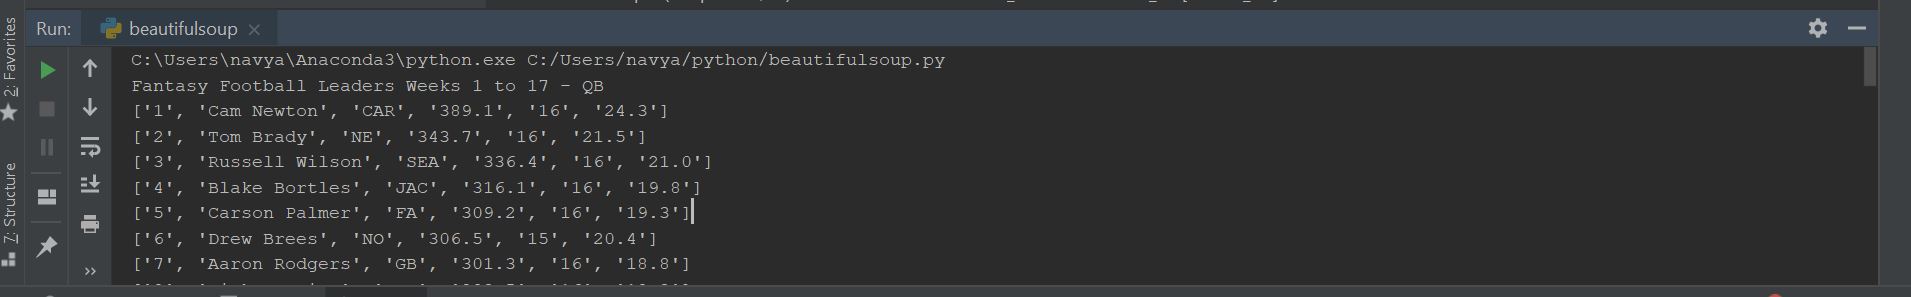 Run:
beautifulsoup
2: Favorites
7: Structure
C:\Users\navya\Anaconda3\python.exe C:/Users/navya/python/beautifulsoup.py
Fantasy Football Leaders Weeks 1 to 17 - QB
['1', 'Cam Newton', 'CAR', '389.1', '16', '24.3']
['2', 'Tom Brady', 'NE', '343.7', '16', '21.5']
['3', 'Russell Wilson', 'SEA', '336.4', '16', '21.0']
['4', 'Blake Bortles', 'JAC', '316.1', '16', '19.8']
['5', 'Carson Palmer', 'FA', '309.2', '16', '19.3']
['6', 'Drew Brees', 'NO', '306.5', '15', '20.4']
['7', 'Aaron Rodgers', 'GB', '301.3', '16', '18.8']